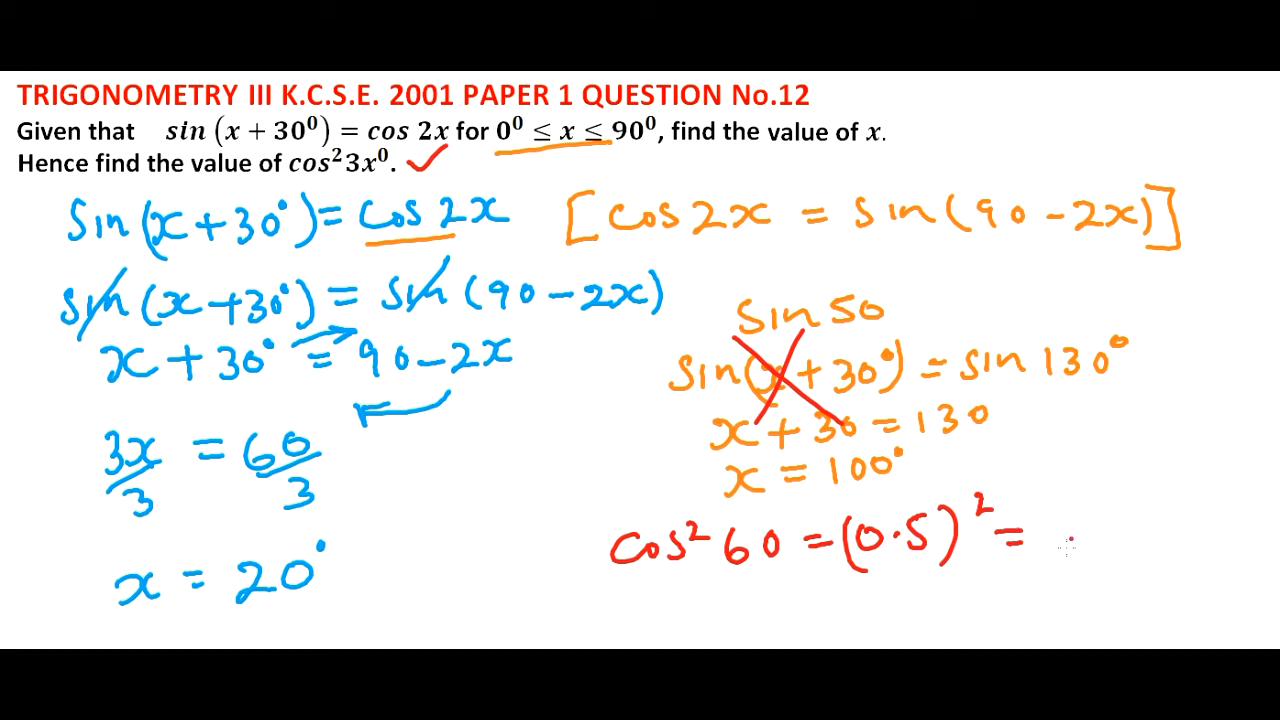 TRIGONOMETRY III K.C.S.E. 2001 PAPER 1 QUESTION No.12
Given that sin (x + 30⁰) = cos 2x for 0⁰ ≤ x ≤ 90⁰, find the value of x.
Hence find the value of cos²3x⁰.
Sin(x+30°) = cos 2x [cos 2x = sin(90 - 2x)]
sin(x+30°) = sin(90 - 2x)
x + 30° = 90 - 2x
3x/3 = 60/3
x = 20°
sin 50
sin(x + 30°) = sin 130°
x + 30 = 130
x = 100°
cos² 60 = (0.5)² = .